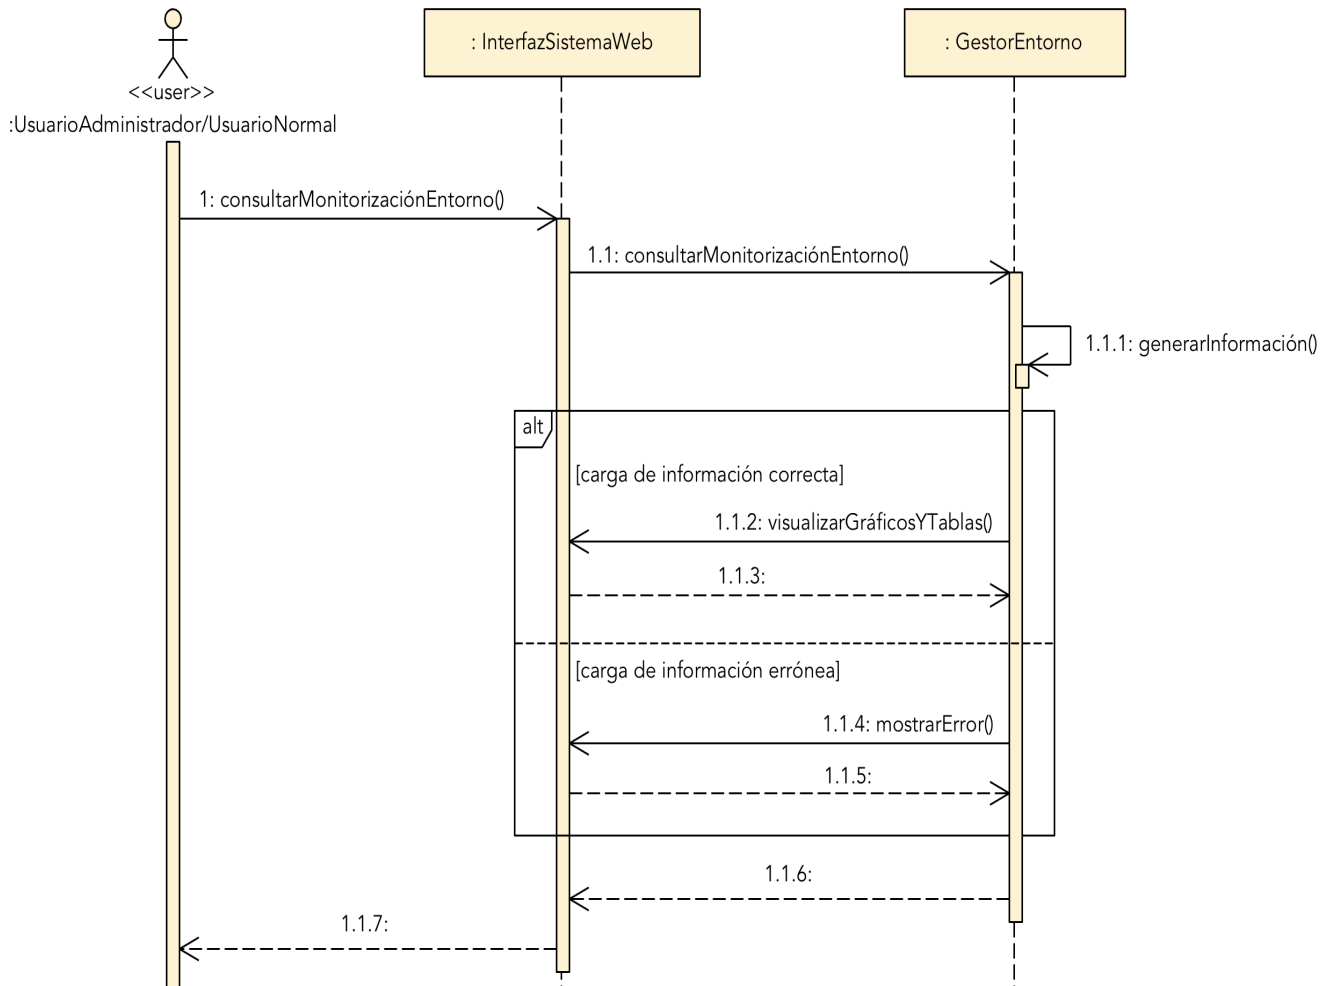 <<user>>
:UsuarioAdministrador/UsuarioNormal
: InterfazSistemaWeb
: GestorEntorno
1: consultarMonitorizaciónEntorno()
1.1: consultarMonitorizaciónEntorno()
1.1.1: generarInformación()
alt
[carga de información correcta]
1.1.2: visualizarGráficosYTablas()
1.1.3:
[carga de información errónea]
1.1.4: mostrarError()
1.1.5:
1.1.6:
1.1.7: